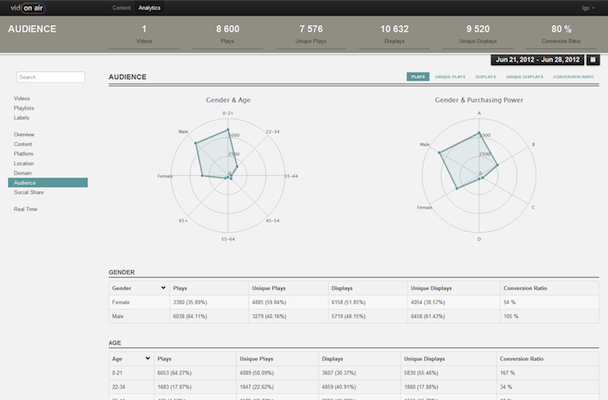 vid on air Content Analytics Igo
AUDIENCE
1 8 600 7 576 10 632 9 520 80 %
Videos Plays Unique Plays Displays Unique Displays Conversion Ratio
Jun 21, 2012 - Jun 28, 2012
Search...
Videos
Playlists
Labels
Overview
Content
Platform
Location
Domain
Audience
Social Share
Real Time
AUDIENCE
PLAYS UNIQUE PLAYS DISPLAYS UNIQUE DISPLAYS CONVERSION RATIO
Gender & Age
0-21
22-34
35-44
45-54
55-64
65+
Female
Male
5000
2500
0
Gender & Purchasing Power
A
B
C
D
Female
Male
5000
2500
0
GENDER
Gender Plays Unique Plays Displays Unique Displays Conversion Ratio
Female 3380 (35.89%) 4885 (59.84%) 6158 (51.85%) 4054 (38.57%) 54 %
Male 6038 (64.11%) 3279 (40.16%) 5719 (48.15%) 6458 (61.43%) 105 %
AGE
Age Plays Unique Plays Displays Unique Displays Conversion Ratio
0-21 6053 (64.27%) 4089 (50.09%) 3607 (30.37%) 5830 (55.46%) 167 %
22-34 1683 (17.87%) 1847 (22.62%) 4859 (40.91%) 1880 (17.88%) 34 %